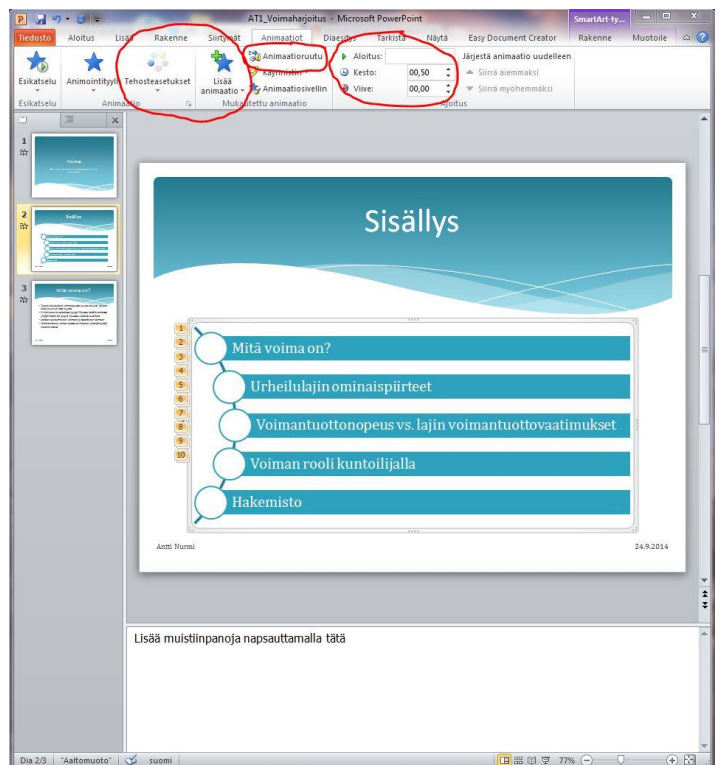 AT1_Voimaharjoitus - Microsoft PowerPoint
SmartArt-ty...
Tiedosto Aloitus Lisää Rakenne Siirtymät Animaatiot Diaesitys Tarkista Näytä Easy Document Creator Rakenne Muotoile
Esikatselu
Animointityyli
Tehosteasetukset
Lisää
animaatio
Animaatioruutu
Käynnistin
Animaatiosivellin
Aloitus:
Kesto: 00,50
Viive: 00,00
Järjestä animaatio uudelleen
Siirrä aiemmaksi
Siirrä myöhemmäksi
Esikatselu Animaatio Mukautettu animaatio Ajoitus
1
Voima
2
Sisällys
3
Mitä voima on?
Sisällys
1
2
3
4
5
6
7
8
9
10
Mitä voima on?
Urheilulajin ominaispiirteet
Voimantuottonopeus vs. lajin voimantuottovaatimukset
Voiman rooli kuntoilijalla
Hakemisto
Antti Nurmi 24.9.2014
Lisää muistiinpanoja napsauttamalla tätä
Dia 2/3 "Aaltomuoto" suomi 77%